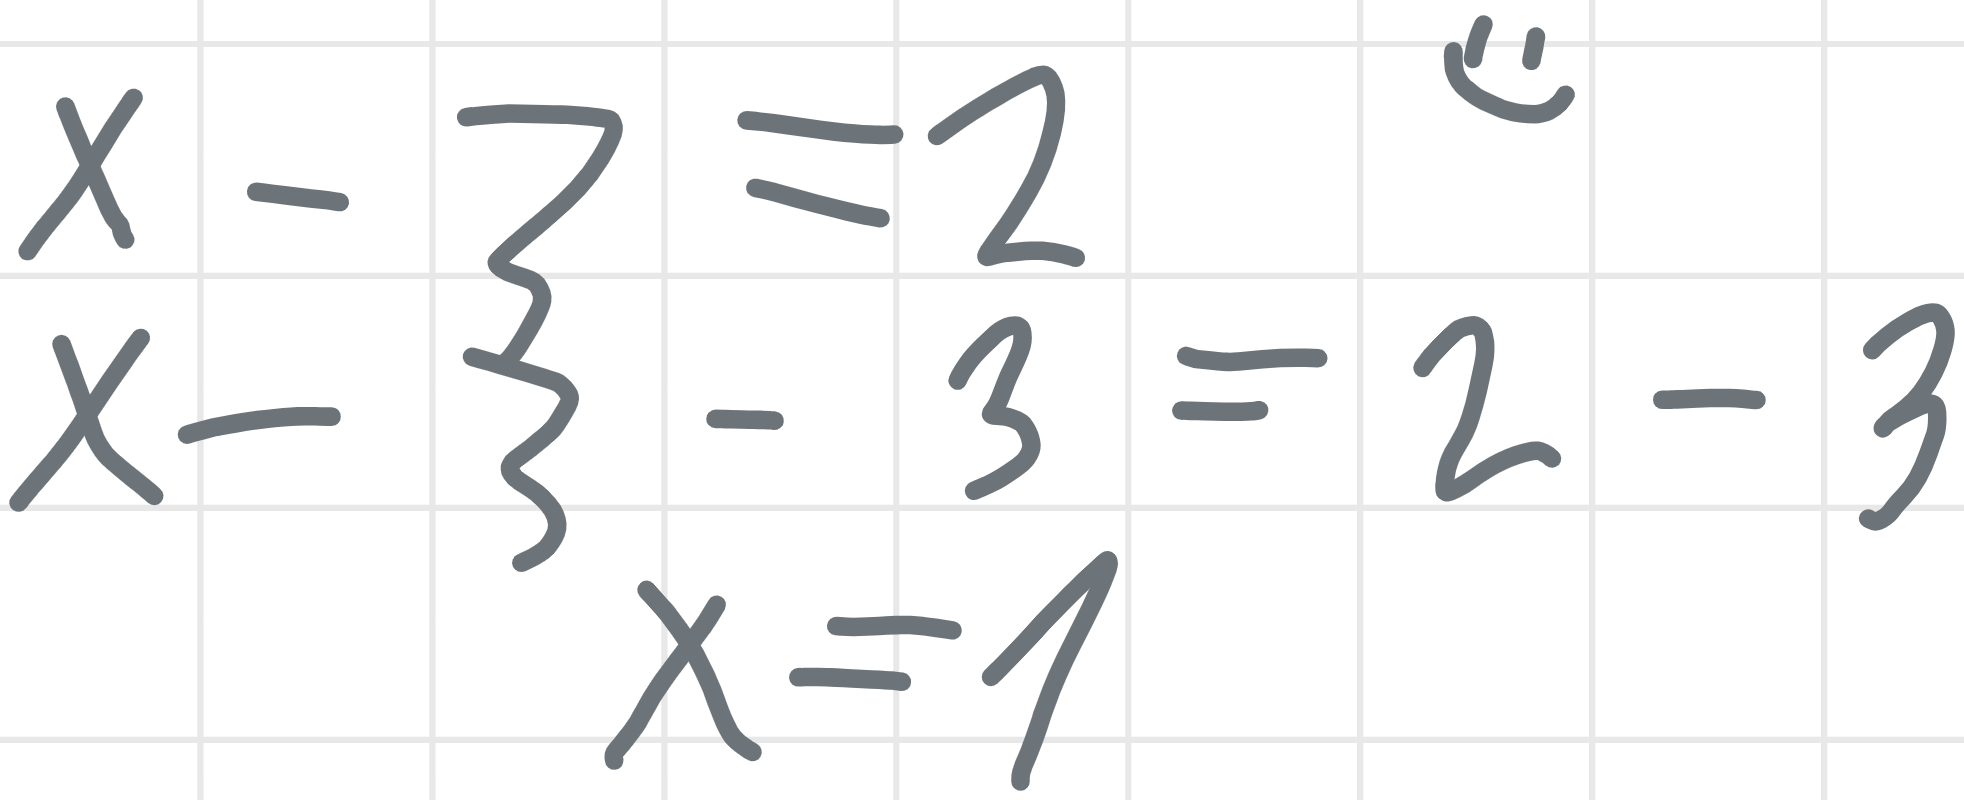 x - 3 = 2
x - 3 - 3 = 2 - 3
x = 1